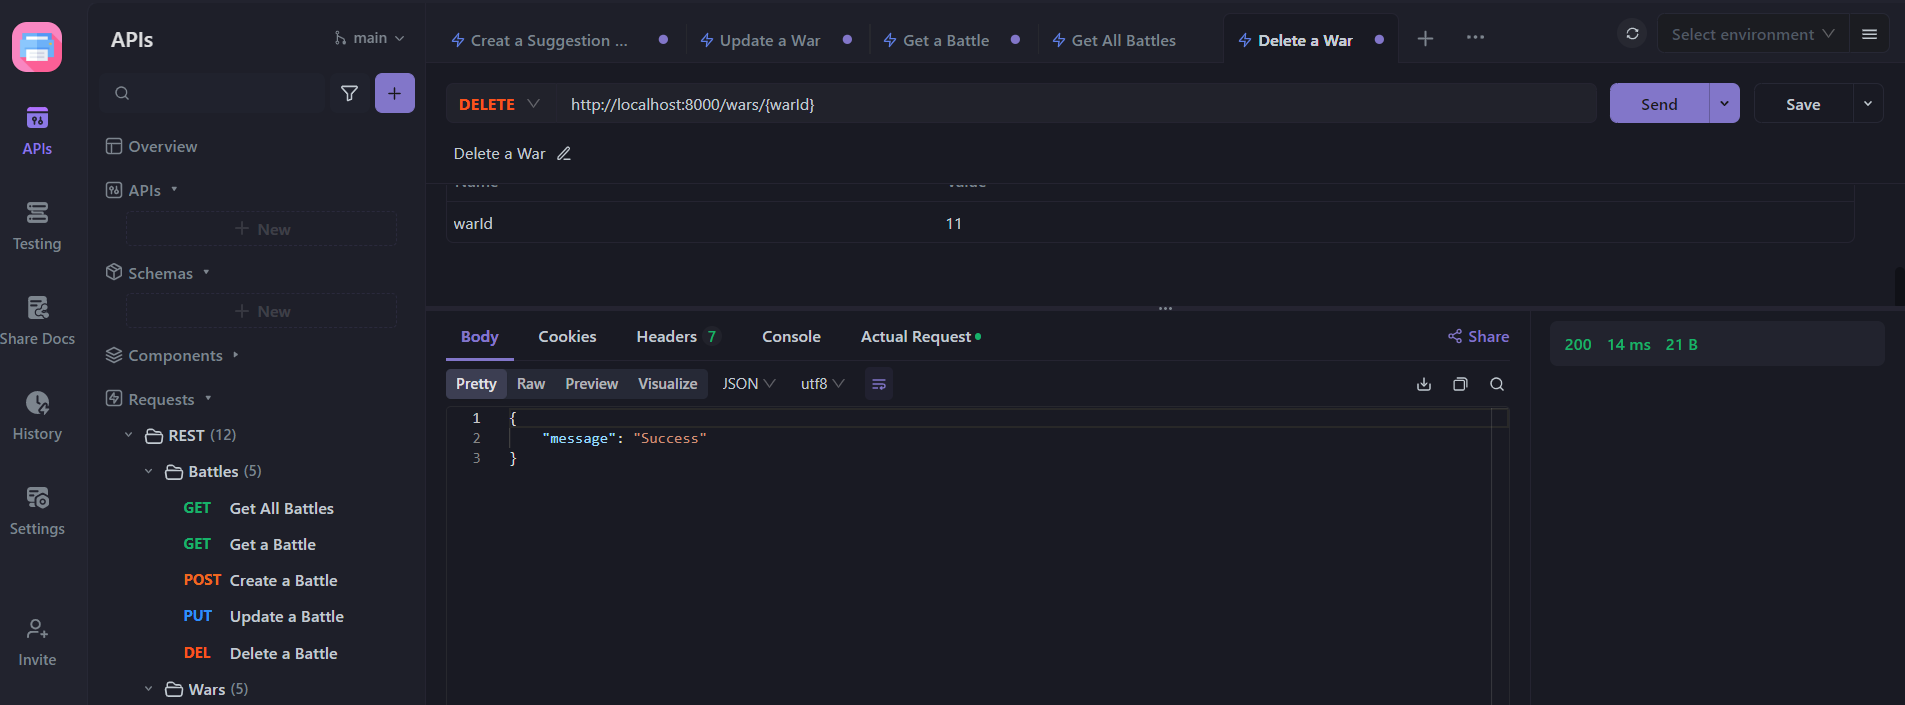 APIs
Testing
Share Docs
History
Settings
Invite
APIs
main
Overview
APIs
New
Schemas
New
Components
Requests
REST (12)
Battles (5)
GET Get All Battles
GET Get a Battle
POST Create a Battle
PUT Update a Battle
DEL Delete a Battle
Wars (5)
Creat a Suggestion ...
Update a War
Get a Battle
Get All Battles
Delete a War
Select environment
DELETE http://localhost:8000/wars/{warId}
Send
Save
Delete a War
Name Value
warId 11
Body Cookies Headers 7 Console Actual Request
Share
Pretty Raw Preview Visualize JSON utf8
1 {
2 "message": "Success"
3 }
200 14 ms 21 B